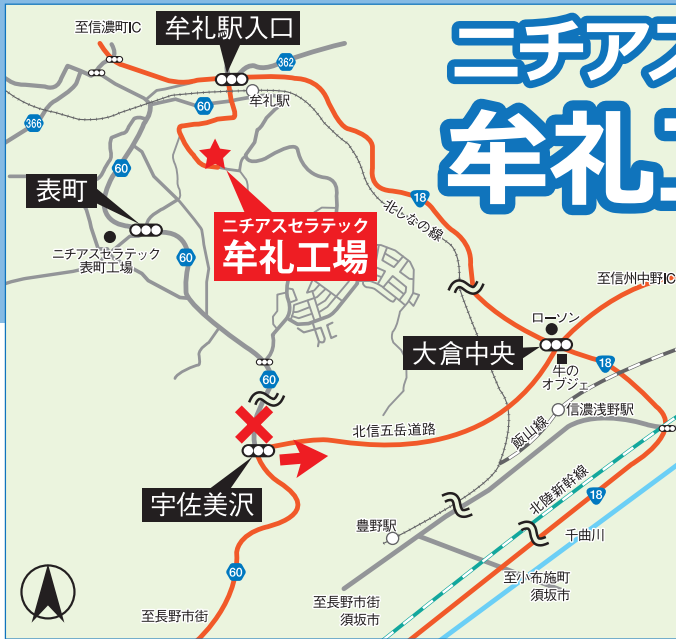 至信濃町IC
牟礼駅入口
ニチアス
牟礼工
362
60
牟礼駅
366
60
表町
60
ニチアスセラテック
表町工場
ニチアスセラテック
牟礼工場
18
北しなの線
至信州中野IC
ローソン
大倉中央
牛の
オブジェ
18
60
北信五岳道路
飯山線
信濃浅野駅
宇佐美沢
北陸新幹線
18
豊野駅
千曲川
60
至小布施町
須坂市
至長野市街
至長野市街
須坂市